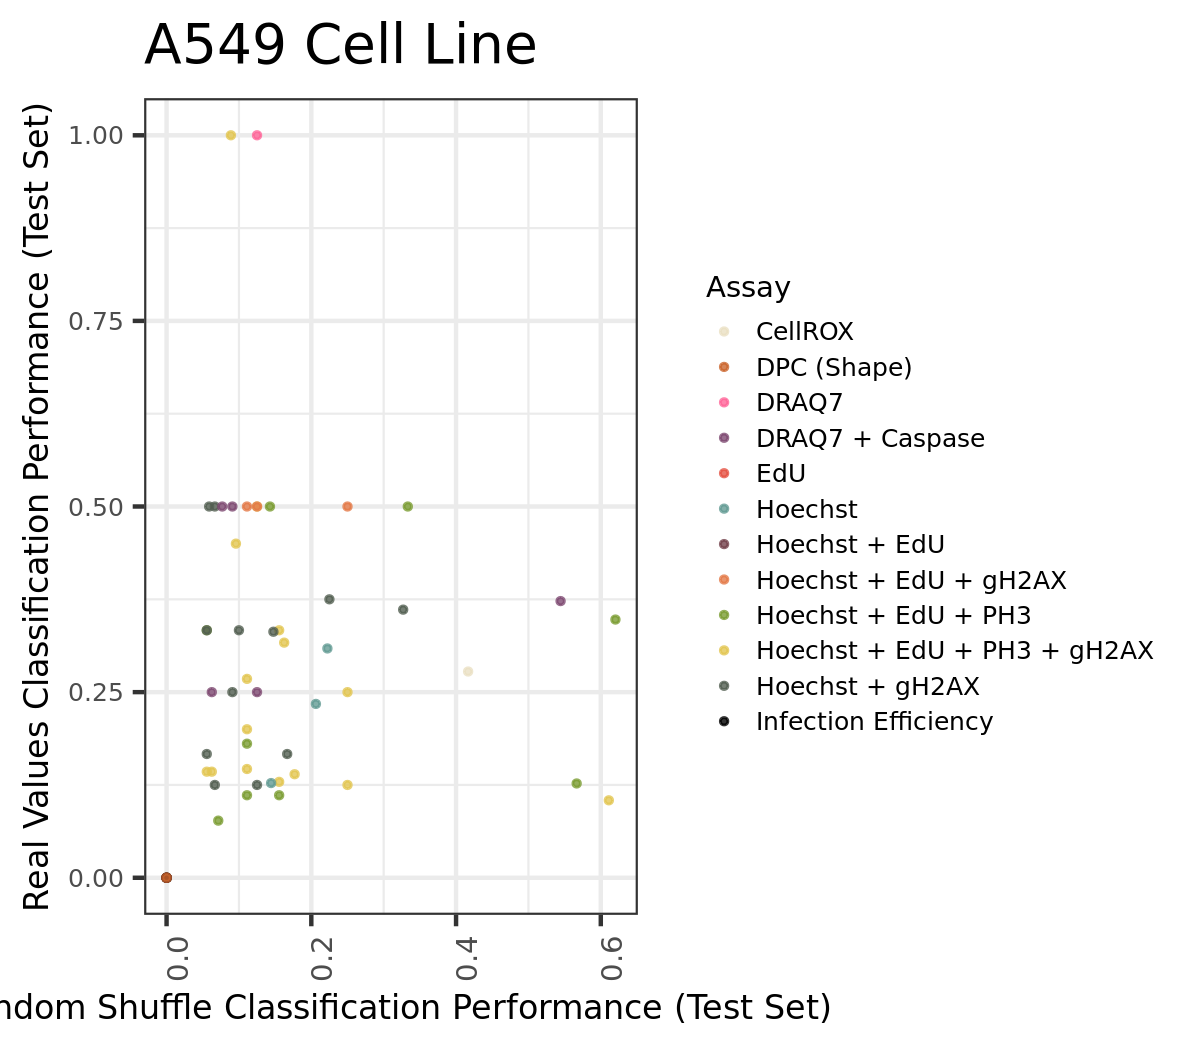 A549 Cell Line
Real Values Classification Performance (Test Set)
1.00
0.75
0.50
0.25
0.00
0.0
0.2
0.4
0.6
Shuffle Classification Performance (Test Set)
Assay
CellROX
DPC (Shape)
DRAQ7
DRAQ7 + Caspase
EdU
Hoechst
Hoechst + EdU
Hoechst + EdU + gH2AX
Hoechst + EdU + PH3
Hoechst + EdU + PH3 + gH2AX
Hoechst + gH2AX
Infection Efficiency